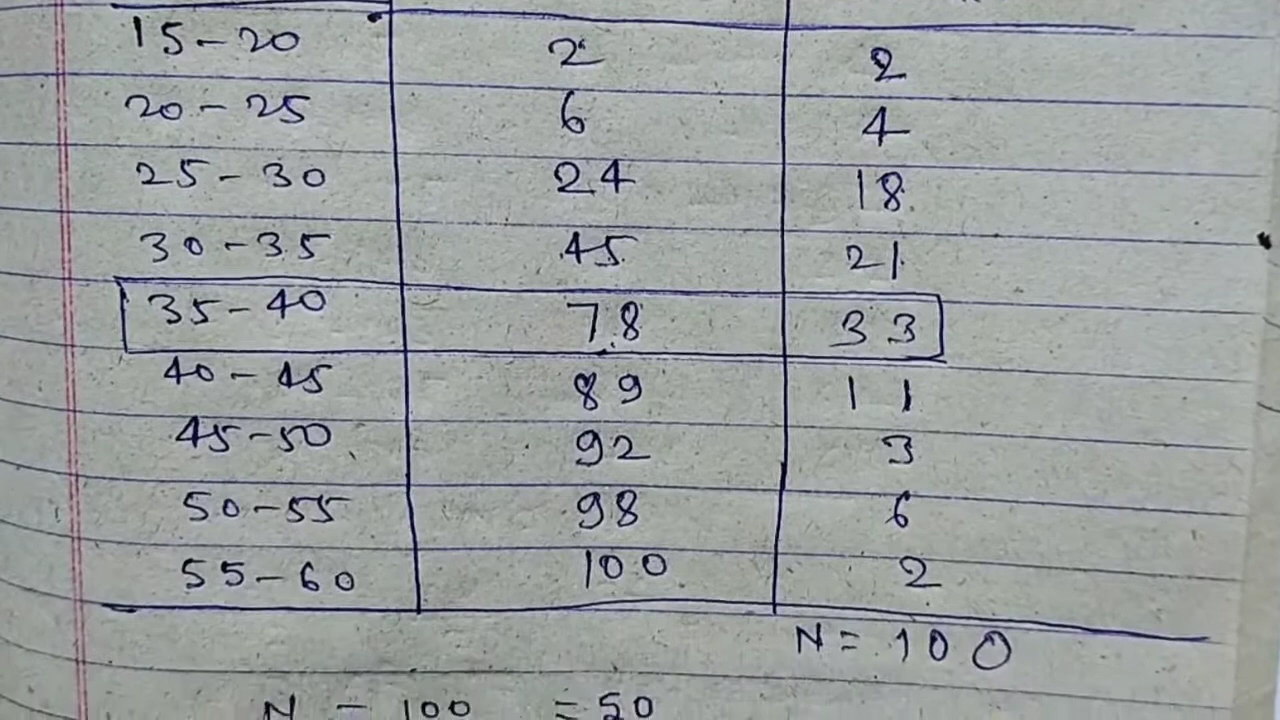 15-20 2 2
20-25 6 4
25-30 24 18
30-35 45 21
35-40 78 33
40-45 89 11
45-50 92 3
50-55 98 6
55-60 100 2
N = 100
N = 100 = 50